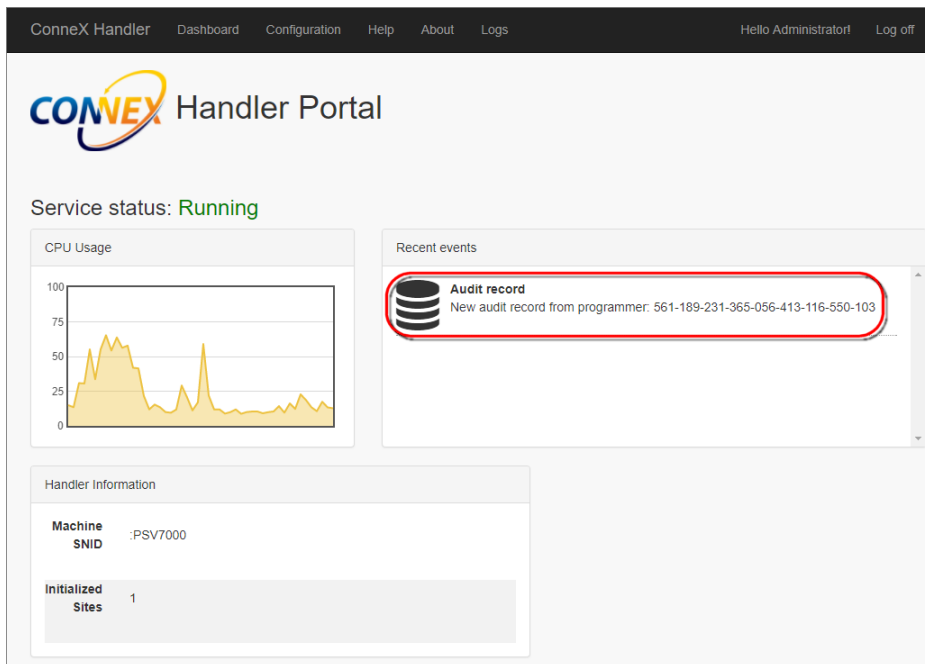 ConneX Handler Dashboard Configuration Help About Logs Hello Administrator! Log off
CONNEX Handler Portal
Service status: Running
CPU Usage
100
75
50
25
0
Recent events
Audit record
New audit record from programmer: 561-189-231-365-056-413-116-550-103
Handler Information
Machine
SNID
:PSV7000
Initialized
Sites
1